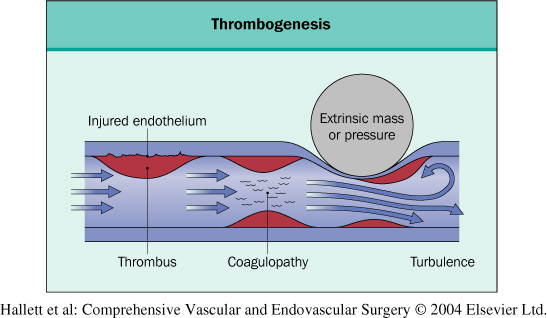 Thrombogenesis
Injured endothelium
Extrinsic mass
or pressure
Thrombus
Coagulopathy
Turbulence
Hallett et al: Comprehensive Vascular and Endovascular Surgery © 2004 Elsevier Ltd.